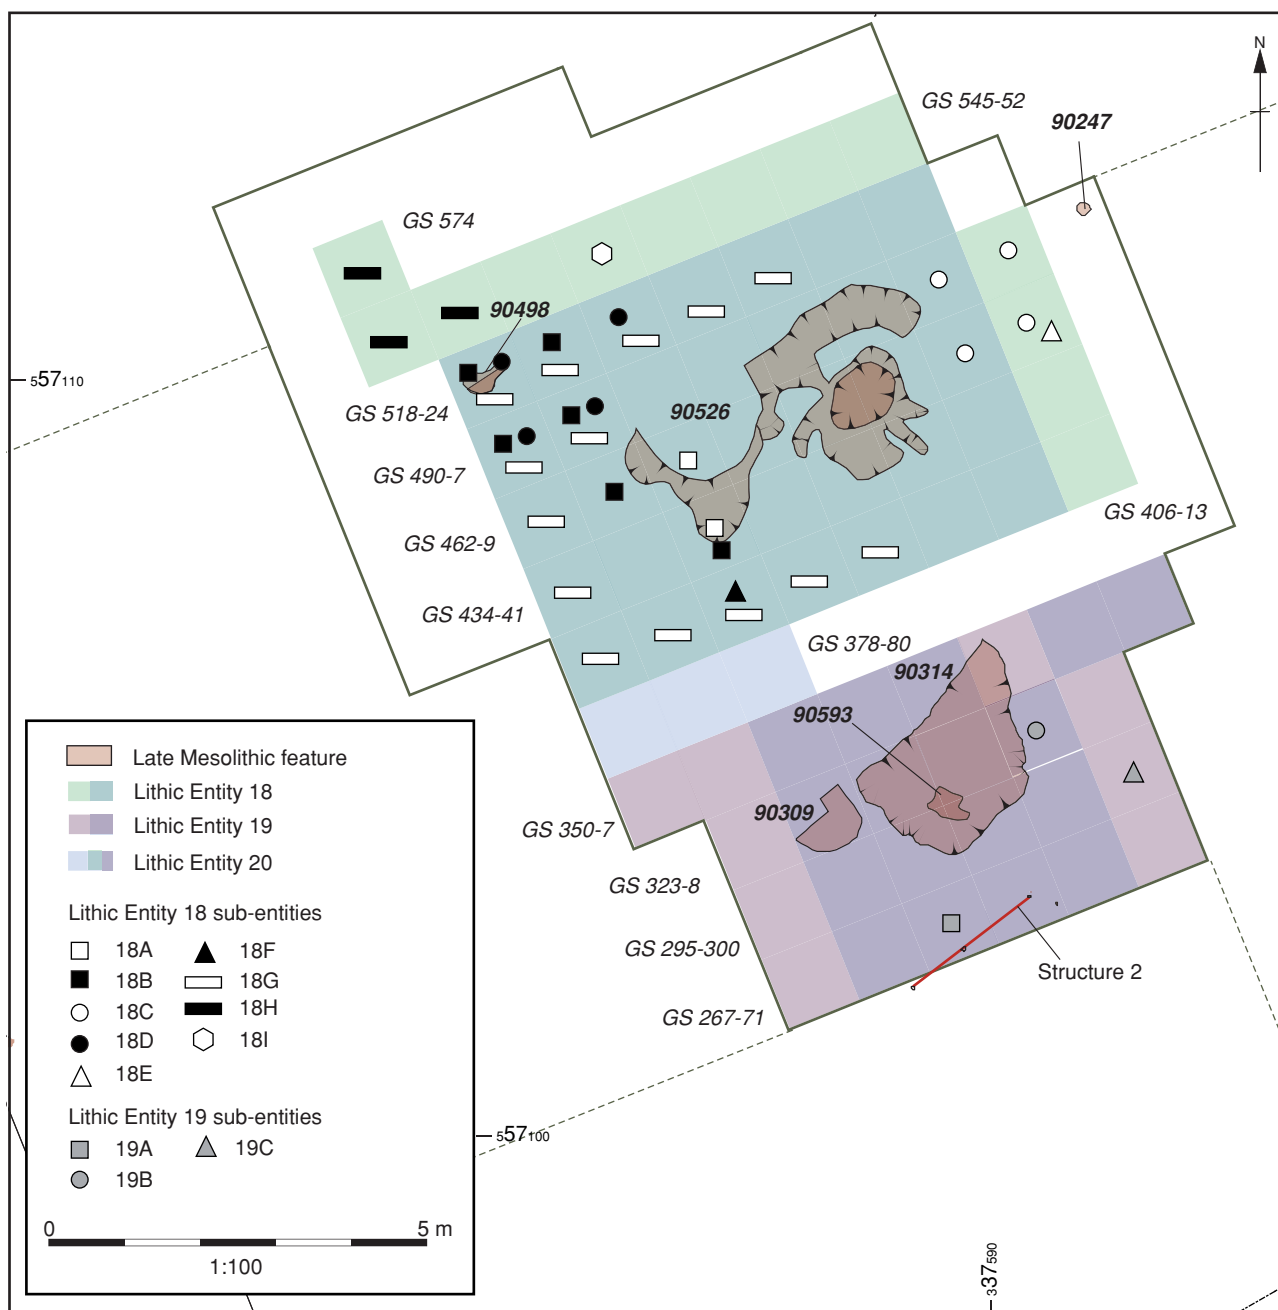 N
GS 545-52
90247
GS 574
90498
557110
GS 518-24
90526
GS 490-7
GS 406-13
GS 462-9
GS 434-41
GS 378-80
90314
90593
90309
GS 350-7
GS 323-8
GS 295-300
Structure 2
GS 267-71
Late Mesolithic feature
Lithic Entity 18
Lithic Entity 19
Lithic Entity 20
Lithic Entity 18 sub-entities
18A 18F
18B 18G
18C 18H
18D 18I
18E
Lithic Entity 19 sub-entities
19A 19C
19B
0 5 m
1:100
557100
337590